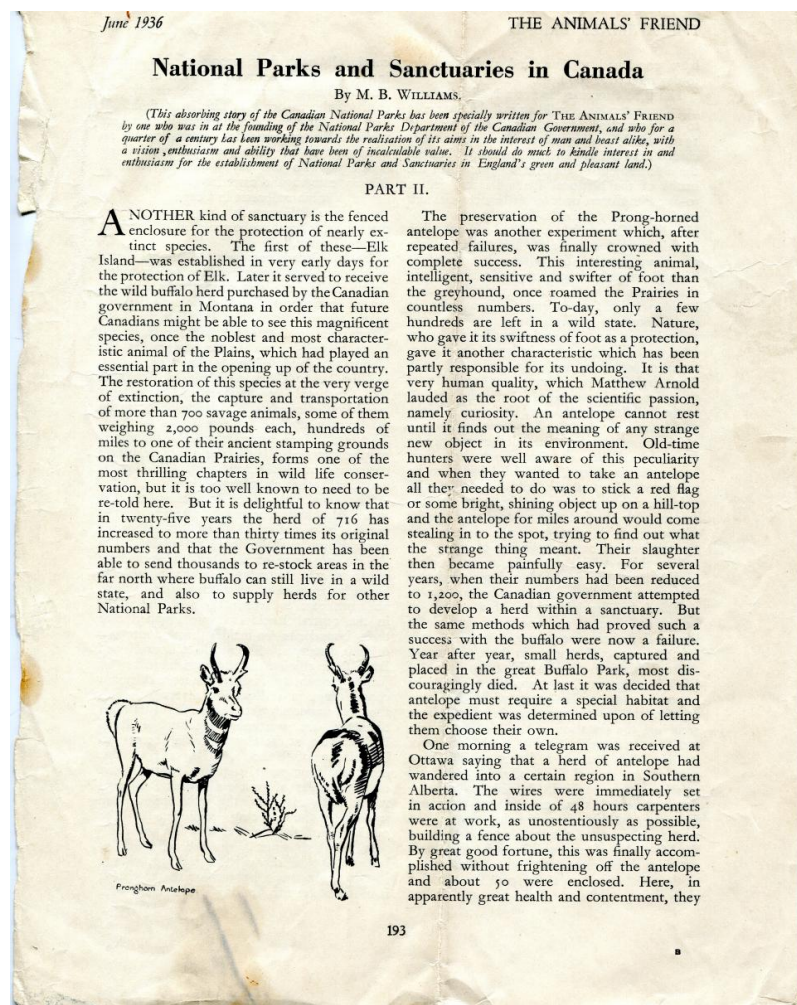 June 1936
THE ANIMALS' FRIEND
National Parks and Sanctuaries in Canada
By M. B. WILLIAMS.
(This absorbing story of the Canadian National Parks has been specially written for THE ANIMALS' FRIEND
by one who was in at the founding of the National Parks Department of the Canadian Government, and who for a
quarter of a century has been working towards the realisation of its aims in the interest of man and beast alike, with
a vision ,enthusiasm and ability that have been of incalculable value. It should do much to kindle interest in and
enthusiasm for the establishment of National Parks and Sanctuaries in England's green and pleasant land.)
PART II.
ANOTHER kind of sanctuary is the fenced
enclosure for the protection of nearly ex-
tinct species. The first of these—Elk
Island—was established in very early days for
the protection of Elk. Later it served to receive
the wild buffalo herd purchased by the Canadian
government in Montana in order that future
Canadians might be able to see this magnificent
species, once the noblest and most character-
istic animal of the Plains, which had played an
essential part in the opening up of the country.
The restoration of this species at the very verge
of extinction, the capture and transportation
of more than 700 savage animals, some of them
weighing 2,000 pounds each, hundreds of
miles to one of their ancient stamping grounds
on the Canadian Prairies, forms one of the
most thrilling chapters in wild life conser-
vation, but it is too well known to need to be
re-told here. But it is delightful to know that
in twenty-five years the herd of 716 has
increased to more than thirty times its original
numbers and that the Government has been
able to send thousands to re-stock areas in the
far north where buffalo can still live in a wild
state, and also to supply herds for other
National Parks.
Pronghorn Antelope
The preservation of the Prong-horned
antelope was another experiment which, after
repeated failures, was finally crowned with
complete success. This interesting animal,
intelligent, sensitive and swifter of foot than
the greyhound, once roamed the Prairies in
countless numbers. To-day, only a few
hundreds are left in a wild state. Nature,
who gave it its swiftness of foot as a protection,
gave it another characteristic which has been
partly responsible for its undoing. It is that
very human quality, which Matthew Arnold
lauded as the root of the scientific passion,
namely curiosity. An antelope cannot rest
until it finds out the meaning of any strange
new object in its environment. Old-time
hunters were well aware of this peculiarity
and when they wanted to take an antelope
all they needed to do was to stick a red flag
or some bright, shining object up on a hill-top
and the antelope for miles around would come
stealing in to the spot, trying to find out what
the strange thing meant. Their slaughter
then became painfully easy. For several
years, when their numbers had been reduced
to 1,200, the Canadian government attempted
to develop a herd within a sanctuary. But
the same methods which had proved such a
success with the buffalo were now a failure.
Year after year, small herds, captured and
placed in the great Buffalo Park, most dis-
couragingly died. At last it was decided that
antelope must require a special habitat and
the expedient was determined upon of letting
them choose their own.
One morning a telegram was received at
Ottawa saying that a herd of antelope had
wandered into a certain region in Southern
Alberta. The wires were immediately set
in action and inside of 48 hours carpenters
were at work, as unostentiously as possible,
building a fence about the unsuspecting herd.
By great good fortune, this was finally accom-
plished without frightening off the antelope
and about 50 were enclosed. Here, in
apparently great health and contentment, they
193
B